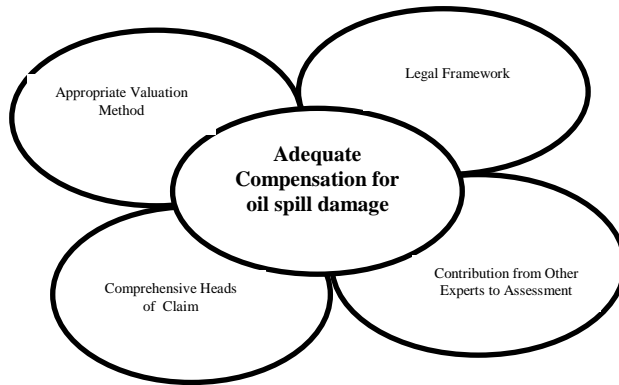 Appropriate Valuation
Method
Legal Framework
Adequate
Compensation for
oil spill damage
Comprehensive Heads
of Claim
Contribution from Other
Experts to Assessment